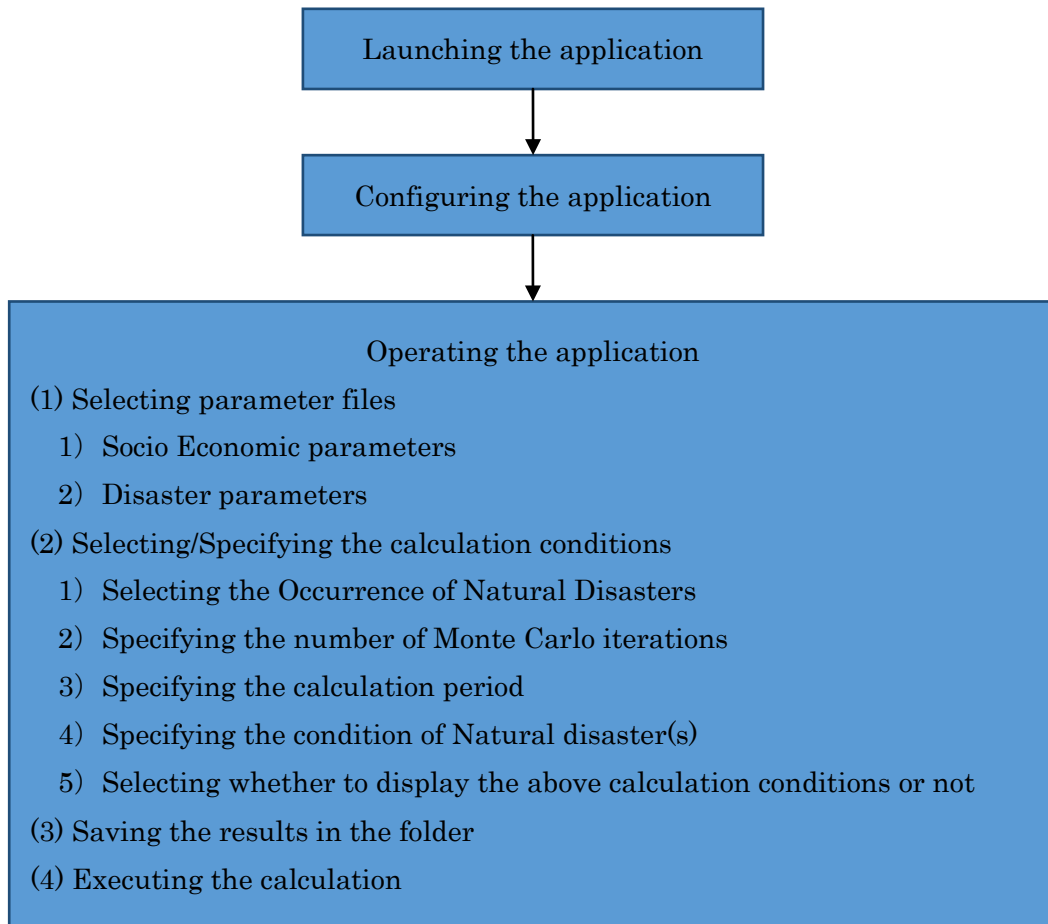 Launching the application
Configuring the application
Operating the application
(1) Selecting parameter files
1) Socio Economic parameters
2) Disaster parameters
(2) Selecting/Specifying the calculation conditions
1) Selecting the Occurrence of Natural Disasters
2) Specifying the number of Monte Carlo iterations
3) Specifying the calculation period
4) Specifying the condition of Natural disaster(s)
5) Selecting whether to display the above calculation conditions or not
(3) Saving the results in the folder
(4) Executing the calculation